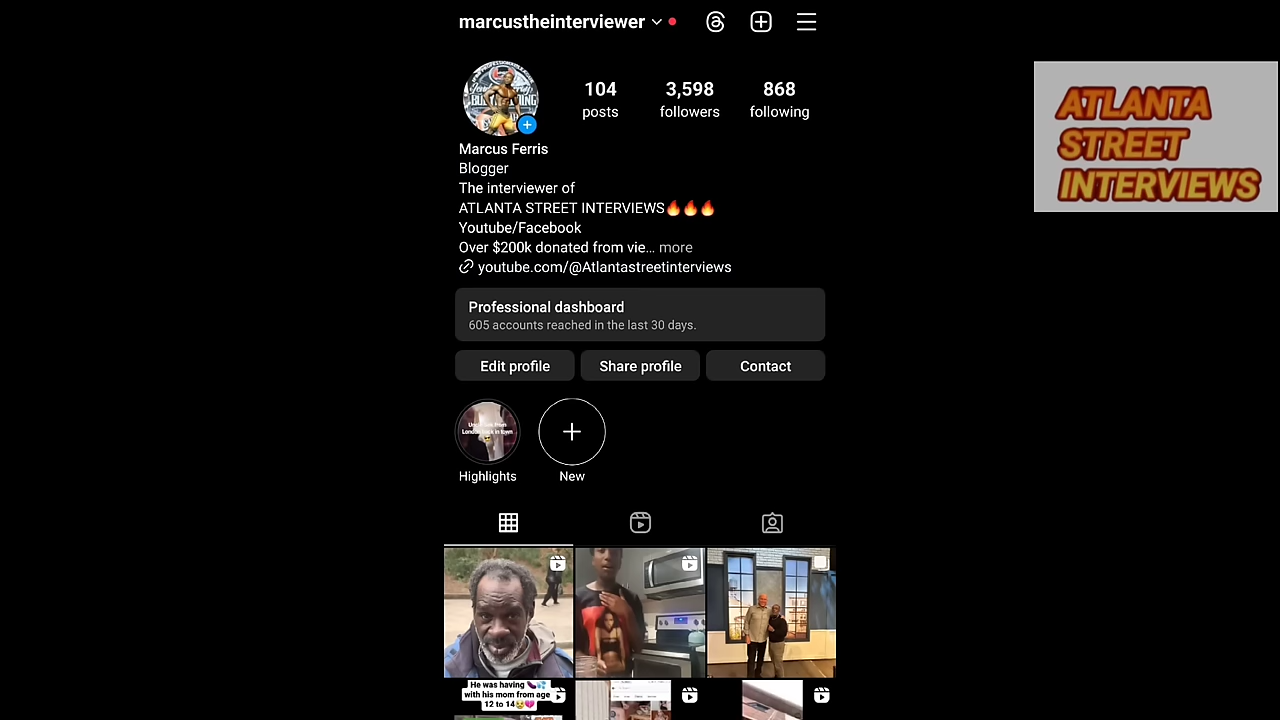 marcustheinterviewer
104
posts
3,598
followers
868
following
Marcus Ferris
Blogger
The interviewer of
ATLANTA STREET INTERVIEWS🔥🔥🔥
Youtube/Facebook
Over $200k donated from vie... more
youtube.com/@Atlantastreetinterviews
Professional dashboard
605 accounts reached in the last 30 days.
Edit profile
Share profile
Contact
Highlights
New
He was having 🍆💦
with his mom from age
12 to 14😢💔
ATLANTA
STREET
INTERVIEWS